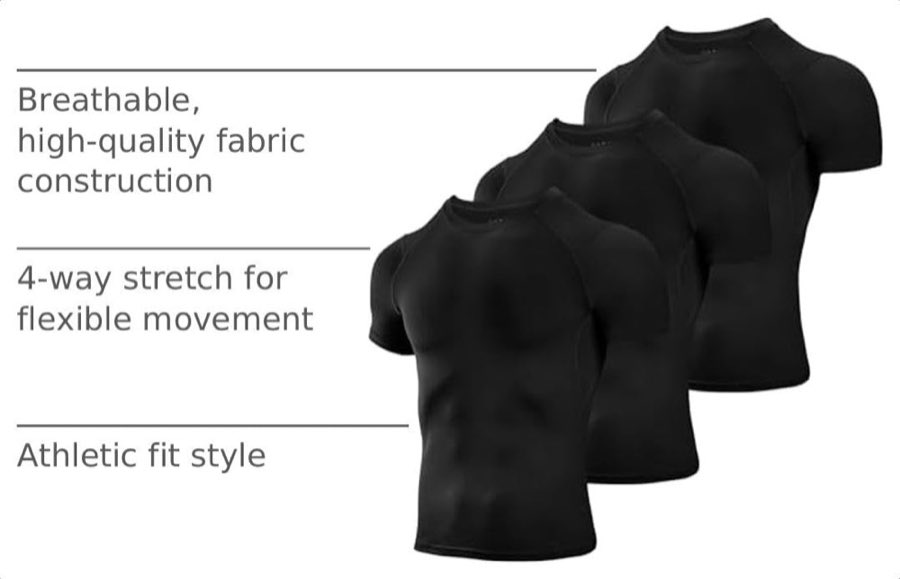 Breathable,
high-quality fabric
construction
4-way stretch for
flexible movement
Athletic fit style